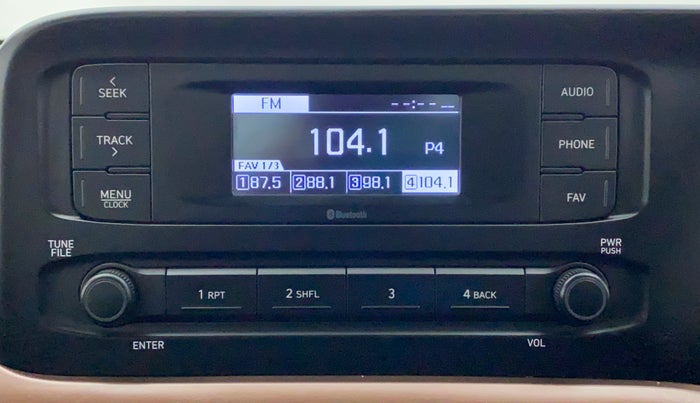 < SEEK
TRACK >
MENU
CLOCK
FM --:-- --
104.1 P4
FAV 1/3
1 87.5 2 88.1 3 98.1 4 104.1
Bluetooth
AUDIO
PHONE
FAV
TUNE
FILE
PWR
PUSH
1 RPT 2 SHFL 3 4 BACK
ENTER VOL